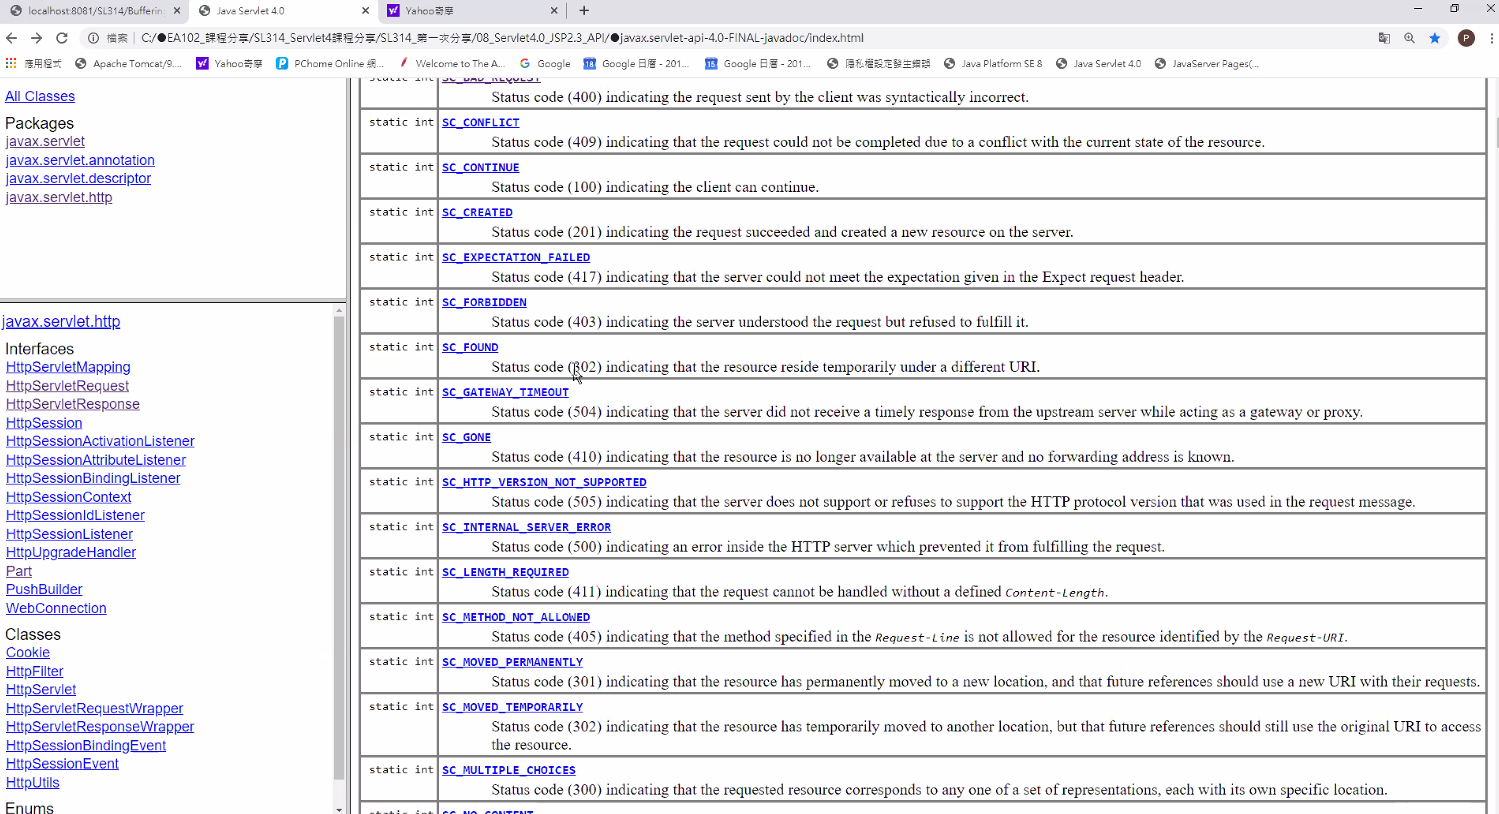 localhost:8081/SL314/Buffering
Java Servlet 4.0
Yahoo奇摩
檔案
C:/●EA102_課程分享/SL314_Servlet4課程分享/SL314_第一次分享/08_Servlet4.0_JSP2.3_API/●javax.servlet-api-4.0-FINAL-javadoc/index.html
P
應用程式
Apache Tomcat/9....
Yahoo奇摩
PChome Online 網...
Welcome to The A...
Google
Google 日曆 - 201...
Google 日曆 - 201...
隱私權設定發生錯誤
Java Platform SE 8
Java Servlet 4.0
JavaServer Pages(...
All Classes
Packages
javax.servlet
javax.servlet.annotation
javax.servlet.descriptor
javax.servlet.http
javax.servlet.http
Interfaces
HttpServletMapping
HttpServletRequest
HttpServletResponse
HttpSession
HttpSessionActivationListener
HttpSessionAttributeListener
HttpSessionBindingListener
HttpSessionContext
HttpSessionIdListener
HttpSessionListener
HttpUpgradeHandler
Part
PushBuilder
WebConnection
Classes
Cookie
HttpFilter
HttpServlet
HttpServletRequestWrapper
HttpServletResponseWrapper
HttpSessionBindingEvent
HttpSessionEvent
HttpUtils
Enums
SC_BAD_REQUEST
Status code (400) indicating the request sent by the client was syntactically incorrect.
static int SC_CONFLICT
Status code (409) indicating that the request could not be completed due to a conflict with the current state of the resource.
static int SC_CONTINUE
Status code (100) indicating the client can continue.
static int SC_CREATED
Status code (201) indicating the request succeeded and created a new resource on the server.
static int SC_EXPECTATION_FAILED
Status code (417) indicating that the server could not meet the expectation given in the Expect request header.
static int SC_FORBIDDEN
Status code (403) indicating the server understood the request but refused to fulfill it.
static int SC_FOUND
Status code (302) indicating that the resource reside temporarily under a different URI.
static int SC_GATEWAY_TIMEOUT
Status code (504) indicating that the server did not receive a timely response from the upstream server while acting as a gateway or proxy.
static int SC_GONE
Status code (410) indicating that the resource is no longer available at the server and no forwarding address is known.
static int SC_HTTP_VERSION_NOT_SUPPORTED
Status code (505) indicating that the server does not support or refuses to support the HTTP protocol version that was used in the request message.
static int SC_INTERNAL_SERVER_ERROR
Status code (500) indicating an error inside the HTTP server which prevented it from fulfilling the request.
static int SC_LENGTH_REQUIRED
Status code (411) indicating that the request cannot be handled without a defined Content-Length.
static int SC_METHOD_NOT_ALLOWED
Status code (405) indicating that the method specified in the Request-Line is not allowed for the resource identified by the Request-URI.
static int SC_MOVED_PERMANENTLY
Status code (301) indicating that the resource has permanently moved to a new location, and that future references should use a new URI with their requests.
static int SC_MOVED_TEMPORARILY
Status code (302) indicating that the resource has temporarily moved to another location, but that future references should still use the original URI to access
the resource.
static int SC_MULTIPLE_CHOICES
Status code (300) indicating that the requested resource corresponds to any one of a set of representations, each with its own specific location.
static int SC_NO_CONTENT